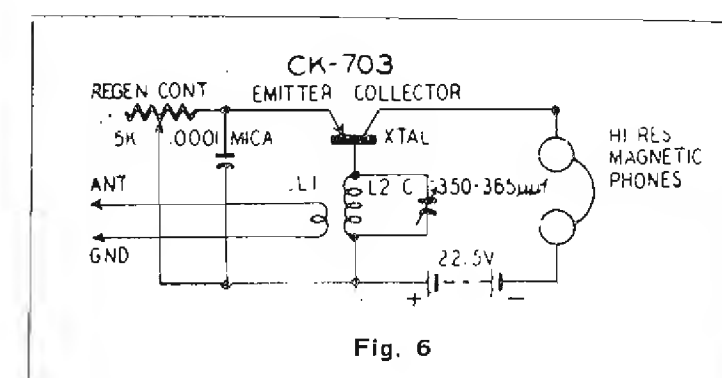 CK-703
REGEN CONT EMITTER COLLECTOR
5K .0001 MICA XTAL
HI RES
MAGNETIC
PHONES
ANT L1 L2 C 350-365µµf
GND
22.5V
+ −
Fig. 6